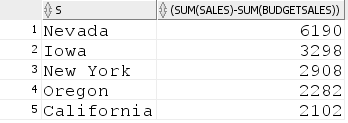 S (SUM(SALES)-SUM(BUDGETSALES))
1 Nevada 6190
2 Iowa 3298
3 New York 2908
4 Oregon 2282
5 California 2102